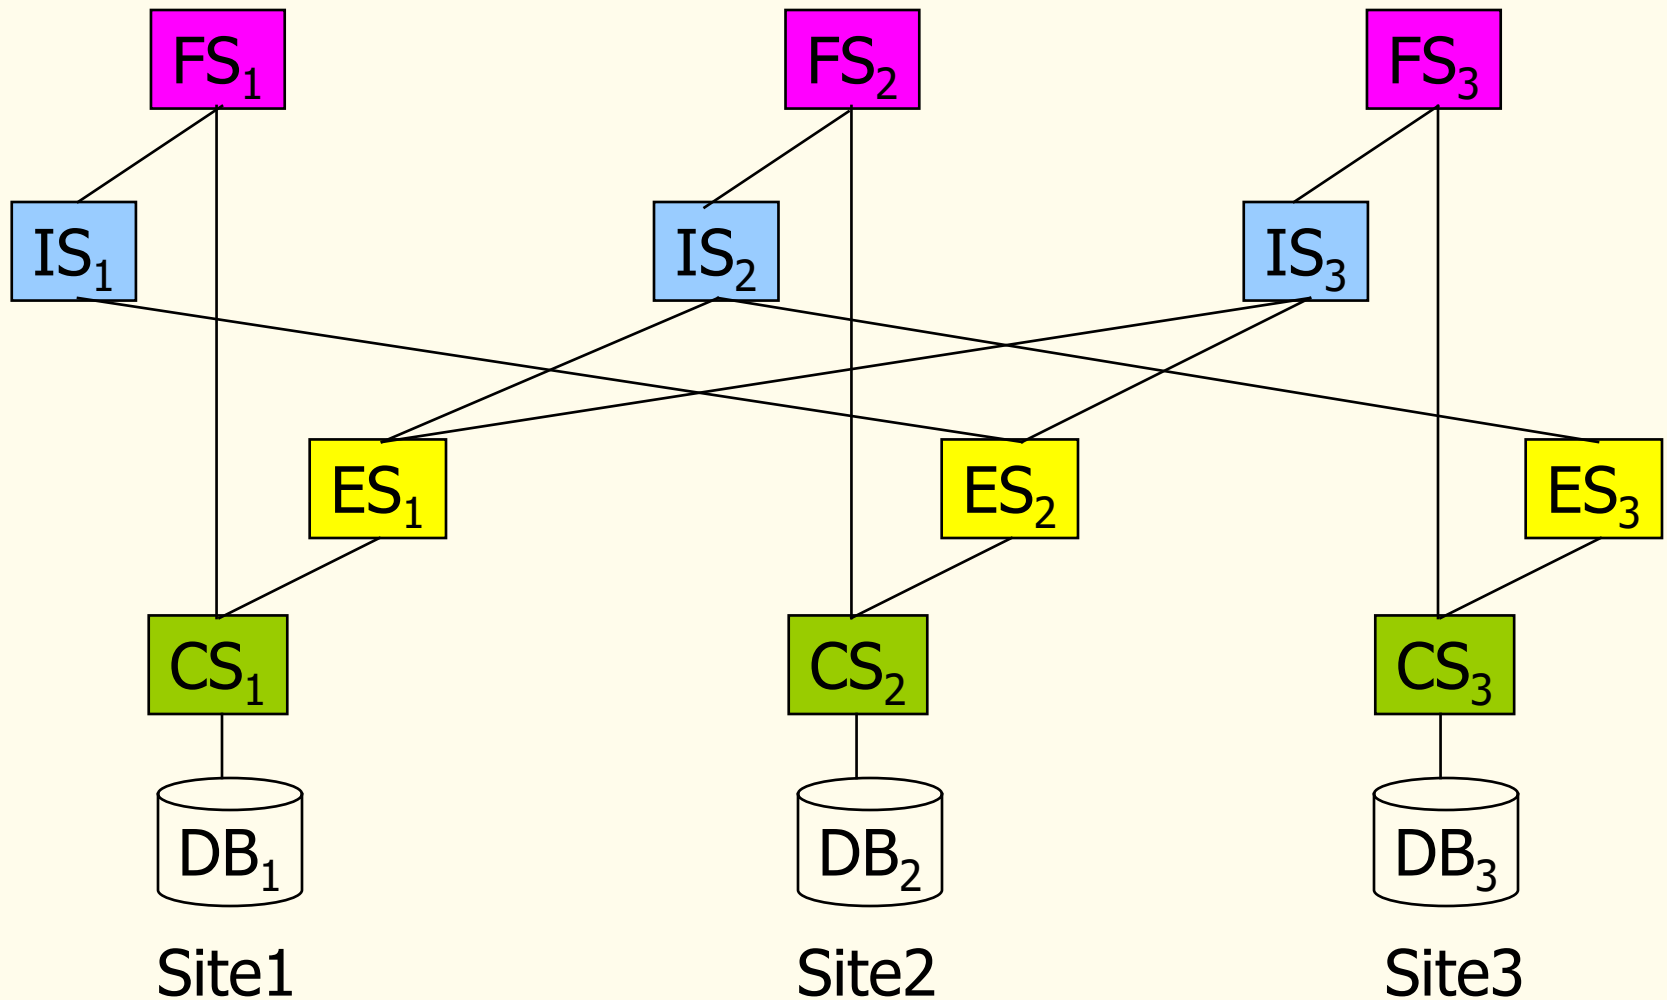 FS₁ FS₂ FS₃
IS₁ IS₂ IS₃
ES₁ ES₂ ES₃
CS₁ CS₂ CS₃
DB₁ DB₂ DB₃
Site1 Site2 Site3